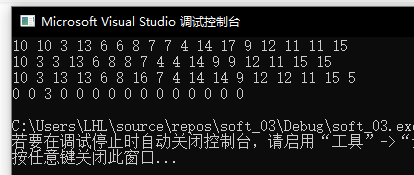 Microsoft Visual Studio 调试控制台
10 10 3 13 6 6 8 7 7 4 14 17 9 12 11 11 15
10 3 3 13 6 8 8 7 4 4 14 9 9 12 11 15 15
10 3 13 13 6 8 16 7 4 14 14 9 12 12 11 15 5
0 0 3 0 0 0 0 0 0 0 0 0 0 0 0 0
C:\Users\LHL\source\repos\soft_03\Debug\soft_03.exe
若要在调试停止时自动关闭控制台，请启用“工具”->“
按任意键关闭此窗口...